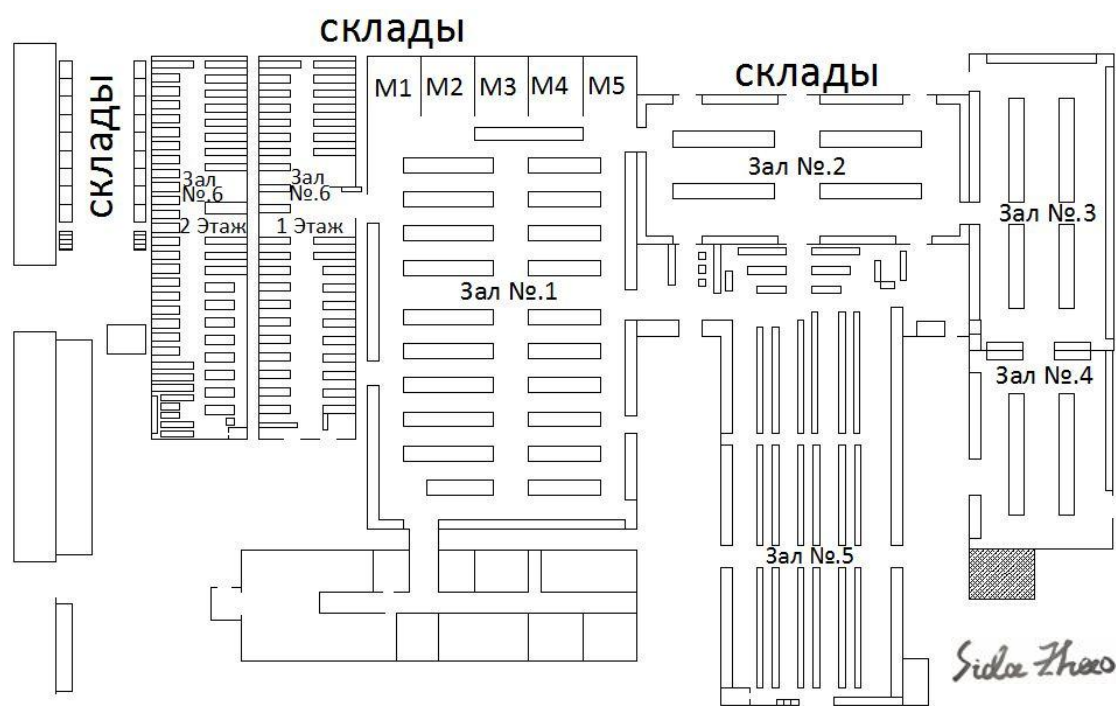 склады
склады
склады
М1 М2 М3 М4 М5
Зал
№.6
2 Этаж
Зал
№.6
1 Этаж
Зал №.2
Зал №.3
Зал №.1
Зал №.4
Зал №.5
Sida Zhao